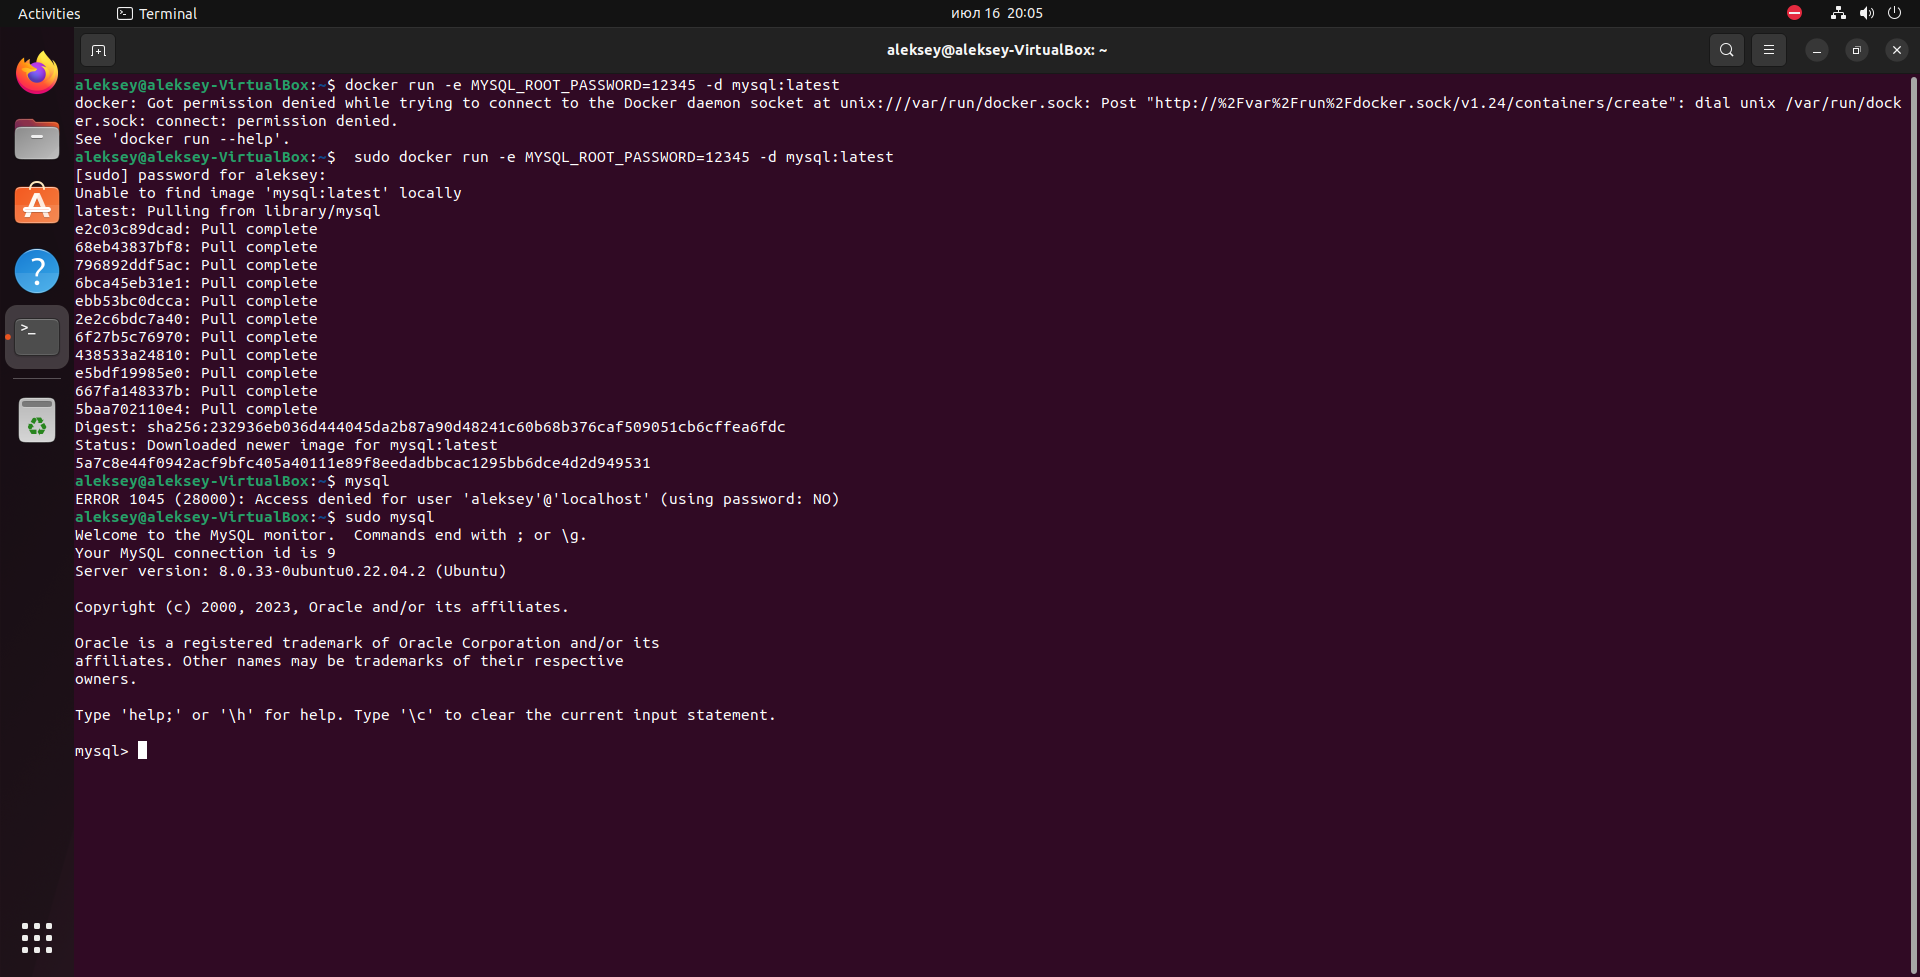 Activities
Terminal
июл 16 20:05
aleksey@aleksey-VirtualBox: ~
aleksey@aleksey-VirtualBox:~$ docker run -e MYSQL_ROOT_PASSWORD=12345 -d mysql:latest
docker: Got permission denied while trying to connect to the Docker daemon socket at unix:///var/run/docker.sock: Post "http://%2Fvar%2Frun%2Fdocker.sock/v1.24/containers/create": dial unix /var/run/dock
er.sock: connect: permission denied.
See 'docker run --help'.
aleksey@aleksey-VirtualBox:~$  sudo docker run -e MYSQL_ROOT_PASSWORD=12345 -d mysql:latest
[sudo] password for aleksey:
Unable to find image 'mysql:latest' locally
latest: Pulling from library/mysql
e2c03c89dcad: Pull complete
68eb43837bf8: Pull complete
796892ddf5ac: Pull complete
6bca45eb31e1: Pull complete
ebb53bc0dcca: Pull complete
2e2c6bdc7a40: Pull complete
6f27b5c76970: Pull complete
438533a24810: Pull complete
e5bdf19985e0: Pull complete
667fa148337b: Pull complete
5baa702110e4: Pull complete
Digest: sha256:232936eb036d444045da2b87a90d48241c60b68b376caf509051cb6cffea6fdc
Status: Downloaded newer image for mysql:latest
5a7c8e44f0942acf9bfc405a40111e89f8eedadbbcac1295bb6dce4d2d949531
aleksey@aleksey-VirtualBox:~$ mysql
ERROR 1045 (28000): Access denied for user 'aleksey'@'localhost' (using password: NO)
aleksey@aleksey-VirtualBox:~$ sudo mysql
Welcome to the MySQL monitor.  Commands end with ; or \g.
Your MySQL connection id is 9
Server version: 8.0.33-0ubuntu0.22.04.2 (Ubuntu)
Copyright (c) 2000, 2023, Oracle and/or its affiliates.
Oracle is a registered trademark of Oracle Corporation and/or its
affiliates. Other names may be trademarks of their respective
owners.
Type 'help;' or '\h' for help. Type '\c' to clear the current input statement.
mysql>